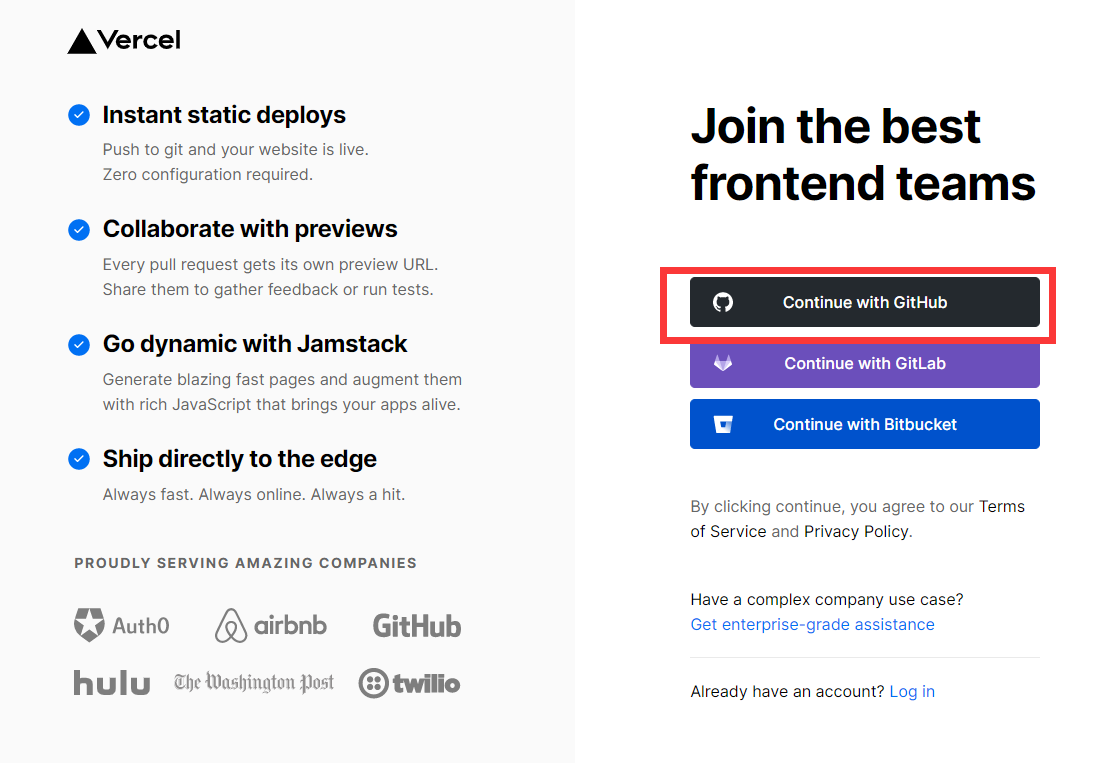 Vercel
Instant static deploys
Push to git and your website is live.
Zero configuration required.
Collaborate with previews
Every pull request gets its own preview URL.
Share them to gather feedback or run tests.
Go dynamic with Jamstack
Generate blazing fast pages and augment them
with rich JavaScript that brings your apps alive.
Ship directly to the edge
Always fast. Always online. Always a hit.
PROUDLY SERVING AMAZING COMPANIES
Auth0
airbnb
GitHub
hulu
The Washington Post
twilio
Join the best
frontend teams
Continue with GitHub
Continue with GitLab
Continue with Bitbucket
By clicking continue, you agree to our Terms
of Service and Privacy Policy.
Have a complex company use case?
Get enterprise-grade assistance
Already have an account? Log in